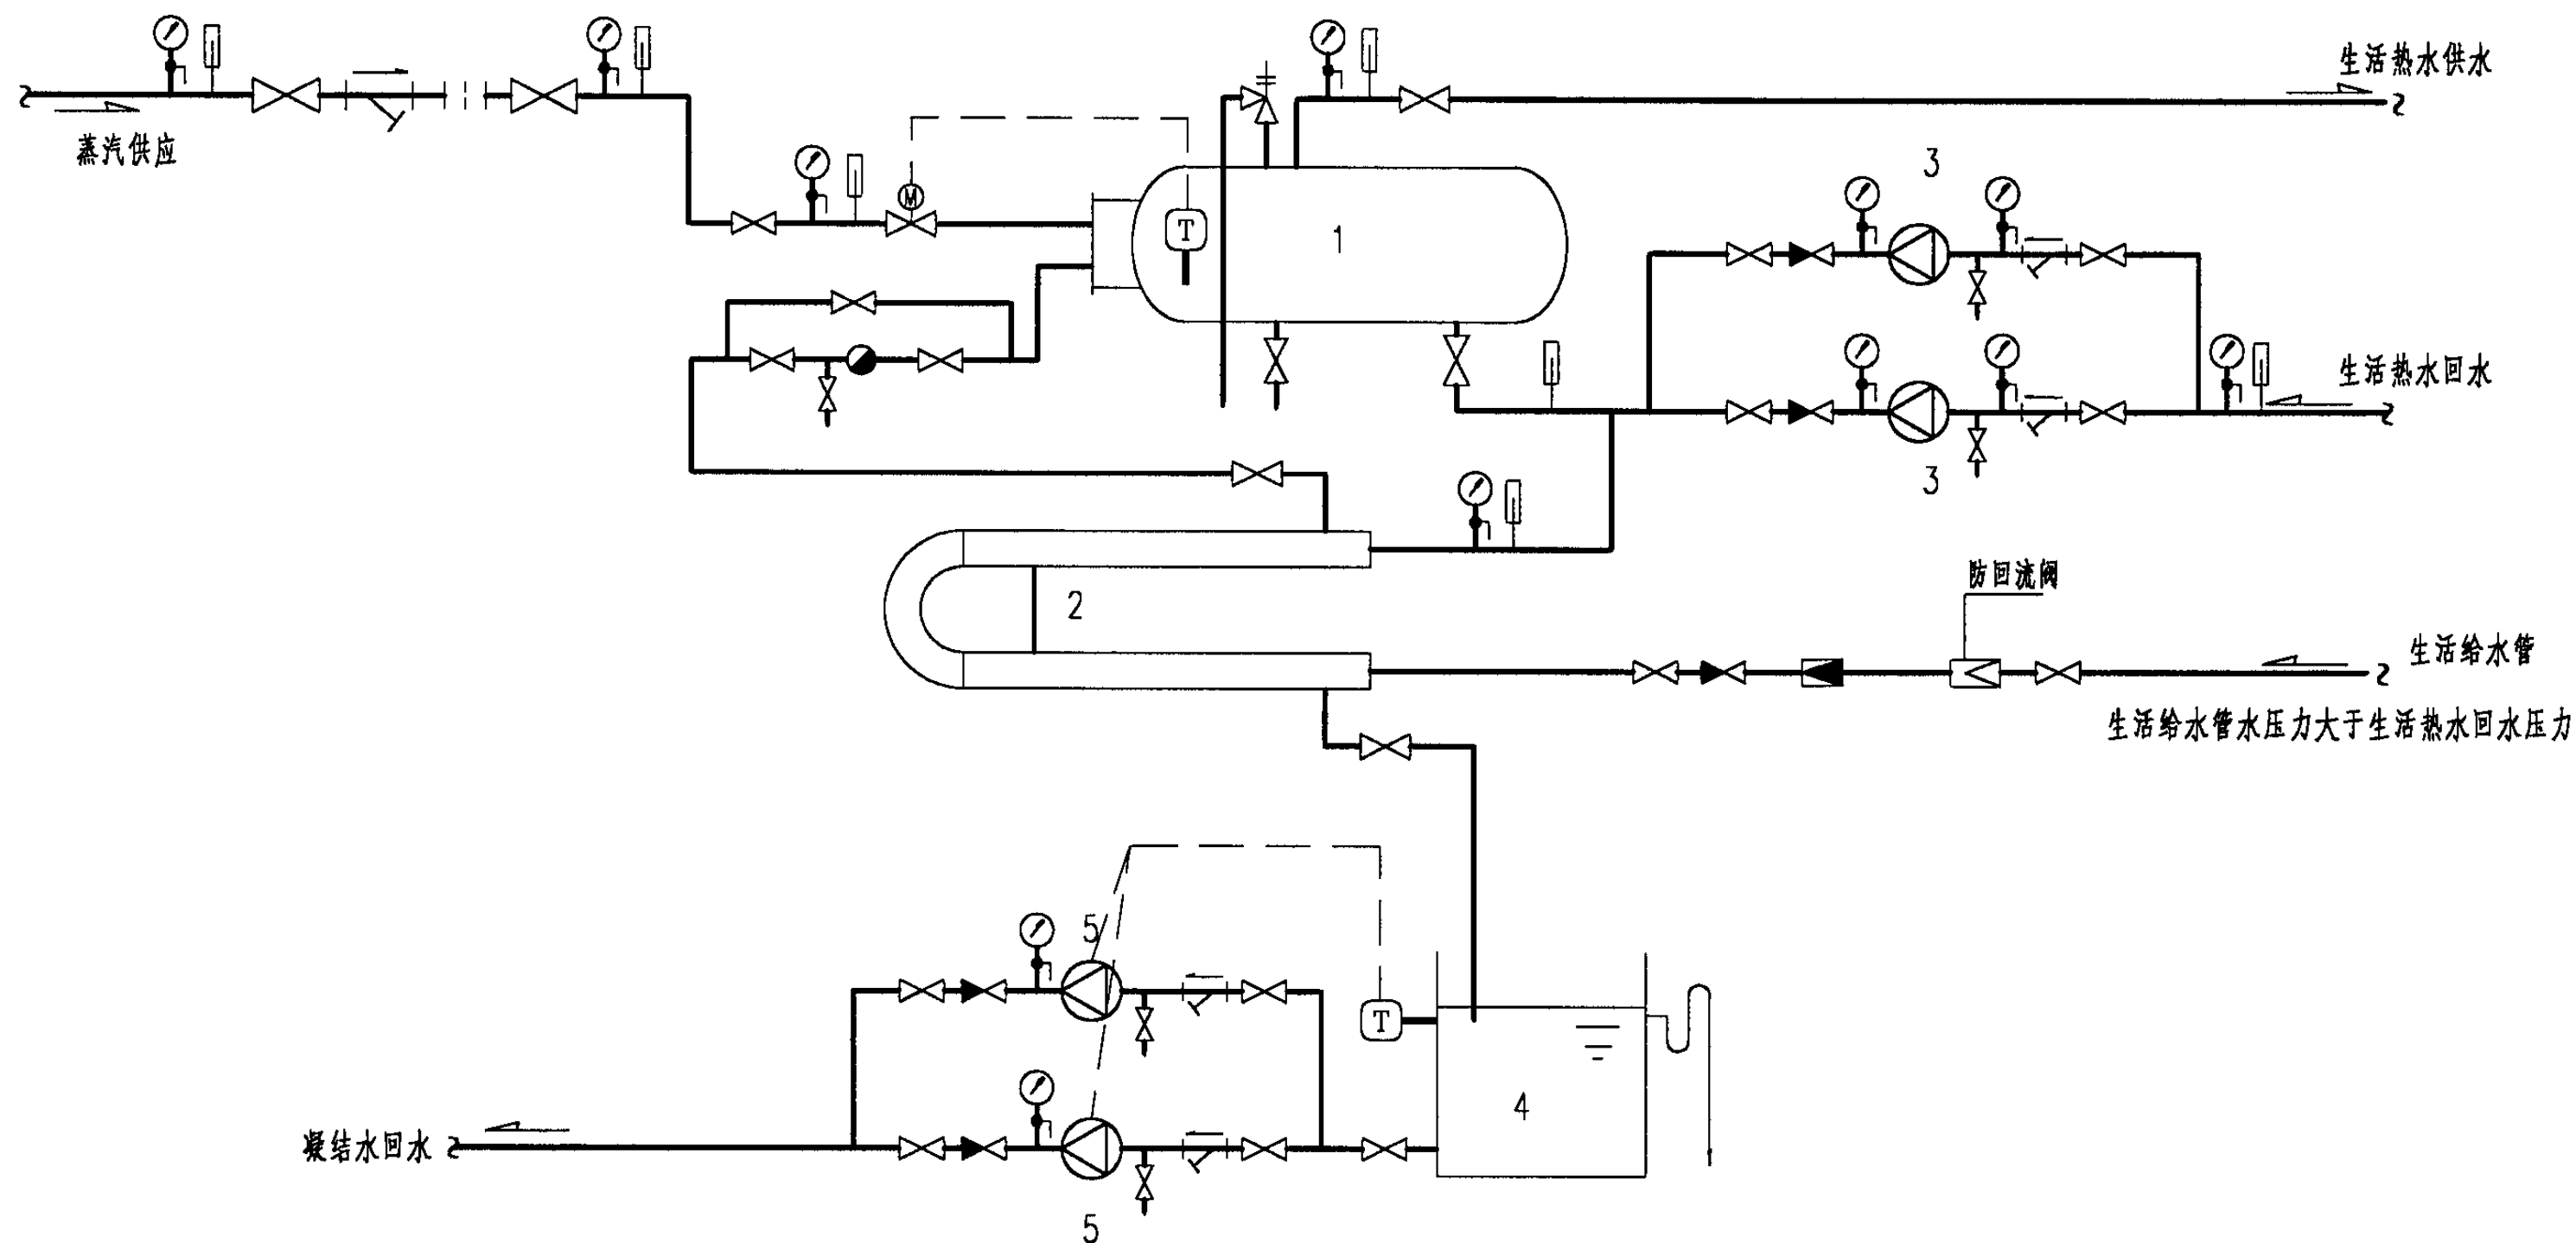 生活热水供水
蒸汽供应
M
3
T
1
生活热水回水
3
防回流阀
2
生活给水管
生活给水管水压力大于生活热水回水压力
5
T
4
凝结水回水
5